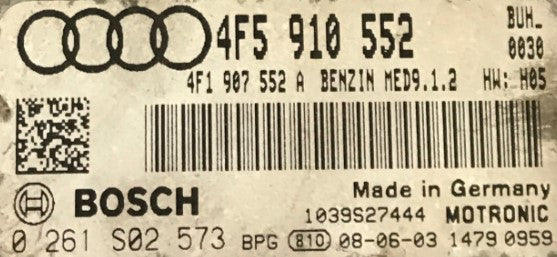 4F5 910 552 BUH_
0030
4F1 907 552 A BENZIN MED9.1.2 HW: H05
BOSCH Made in Germany
1039S27444 MOTRONIC
0 261 S02 573 BPG 810 08-06-03 1479 0959